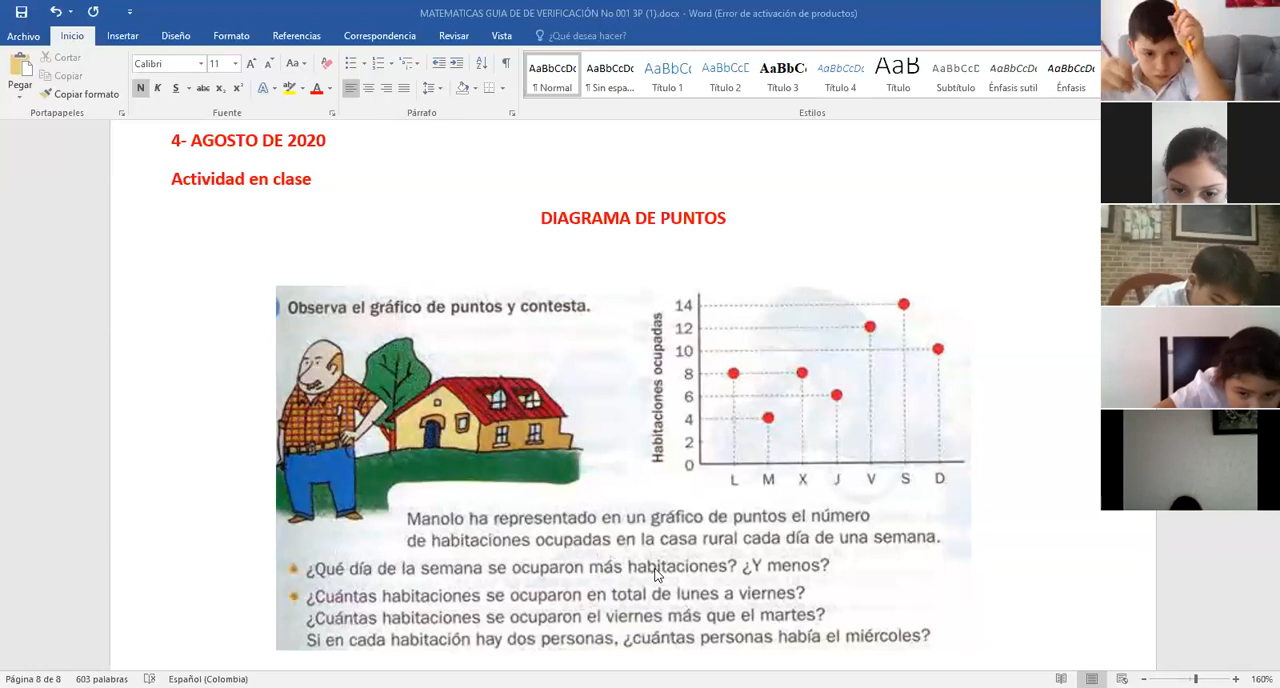 MATEMATICAS GUIA DE DE VERIFICACIÓN No 001 3P (1).docx - Word (Error de activación de productos)
Archivo Inicio Insertar Diseño Formato Referencias Correspondencia Revisar Vista ¿Qué desea hacer?
Pegar
Cortar
Copiar
Copiar formato
Portapapeles
Calibri 11 A A Aa
N K S abc x₂ x² A A
Fuente
Párrafo
AaBbCcDc AaBbCcDc AaBbCc AaBbCcD AaBbC AaBbCcD AaB AaBbCcD AaBbCcDc AaBbCcDc
¶ Normal ¶ Sin espa... Título 1 Título 2 Título 3 Título 4 Título Subtítulo Énfasis sutil Énfasis
Estilos
4- AGOSTO DE 2020
Actividad en clase
DIAGRAMA DE PUNTOS
Observa el gráfico de puntos y contesta.
Habitaciones ocupadas
14
12
10
8
6
4
2
0
L M X J V S D
Manolo ha representado en un gráfico de puntos el número
de habitaciones ocupadas en la casa rural cada día de una semana.
¿Qué día de la semana se ocuparon más habitaciones? ¿Y menos?
¿Cuántas habitaciones se ocuparon en total de lunes a viernes?
¿Cuántas habitaciones se ocuparon el viernes más que el martes?
Si en cada habitación hay dos personas, ¿cuántas personas había el miércoles?
Página 8 de 8 603 palabras Español (Colombia) 160%